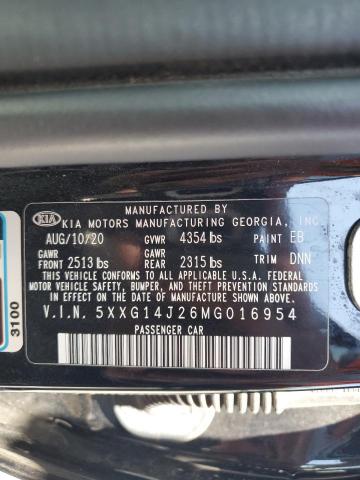 MANUFACTURED BY
KIA KIA MOTORS MANUFACTURING GEORGIA, INC.
AUG/10/20 GVWR 4354 lbs PAINT EB
GAWR FRONT 2513 lbs GAWR REAR 2315 lbs TRIM DNN
THIS VEHICLE CONFORMS TO ALL APPLICABLE U.S.A. FEDERAL
MOTOR VEHICLE SAFETY, BUMPER, AND THEFT PREVENTION STANDARDS
IN EFFECT ON THE DATE OF MANUFACTURE SHOWN ABOVE.
V.I.N. 5XXG14J26MG016954
PASSENGER CAR
3100